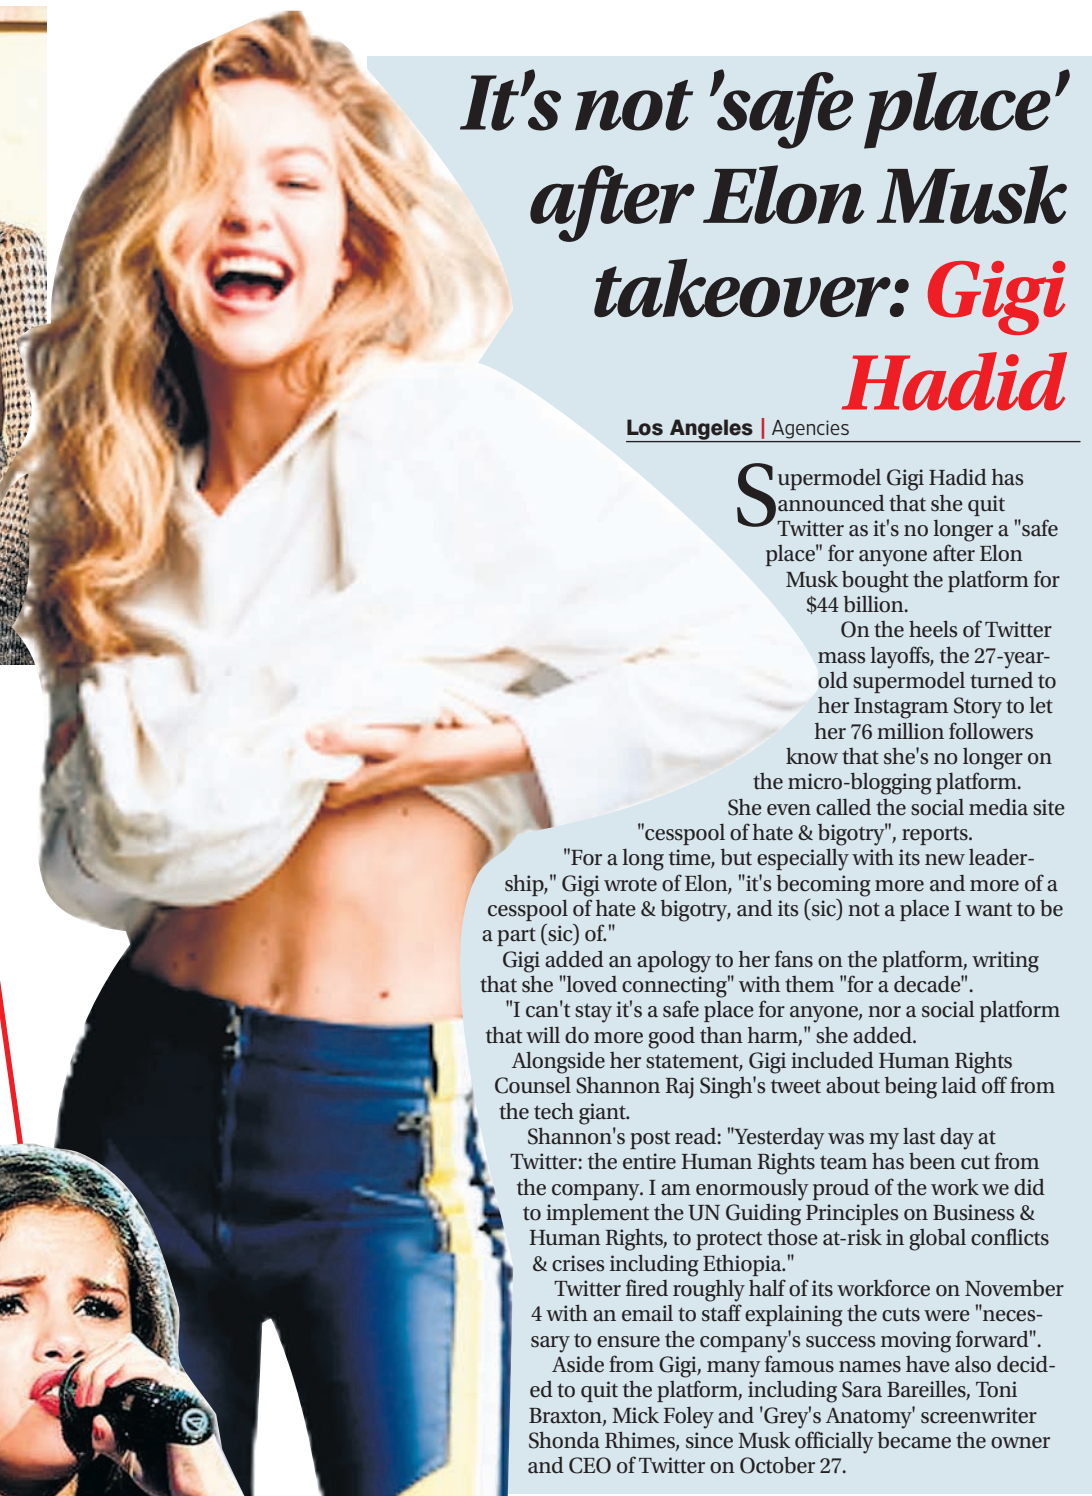 It's not 'safe place'
after Elon Musk
takeover: Gigi
Hadid
Los Angeles | Agencies
Supermodel Gigi Hadid has
announced that she quit
Twitter as it's no longer a "safe
place" for anyone after Elon
Musk bought the platform for
$44 billion.
On the heels of Twitter
mass layoffs, the 27-year-
old supermodel turned to
her Instagram Story to let
her 76 million followers
know that she's no longer on
the micro-blogging platform.
She even called the social media site
"cesspool of hate & bigotry", reports.
"For a long time, but especially with its new leader-
ship," Gigi wrote of Elon, "it's becoming more and more of a
cesspool of hate & bigotry, and its (sic) not a place I want to be
a part (sic) of."
Gigi added an apology to her fans on the platform, writing
that she "loved connecting" with them "for a decade".
"I can't stay it's a safe place for anyone, nor a social platform
that will do more good than harm," she added.
Alongside her statement, Gigi included Human Rights
Counsel Shannon Raj Singh's tweet about being laid off from
the tech giant.
Shannon's post read: "Yesterday was my last day at
Twitter: the entire Human Rights team has been cut from
the company. I am enormously proud of the work we did
to implement the UN Guiding Principles on Business &
Human Rights, to protect those at-risk in global conflicts
& crises including Ethiopia."
Twitter fired roughly half of its workforce on November
4 with an email to staff explaining the cuts were "neces-
sary to ensure the company's success moving forward".
Aside from Gigi, many famous names have also decid-
ed to quit the platform, including Sara Bareilles, Toni
Braxton, Mick Foley and 'Grey's Anatomy' screenwriter
Shonda Rhimes, since Musk officially became the owner
and CEO of Twitter on October 27.